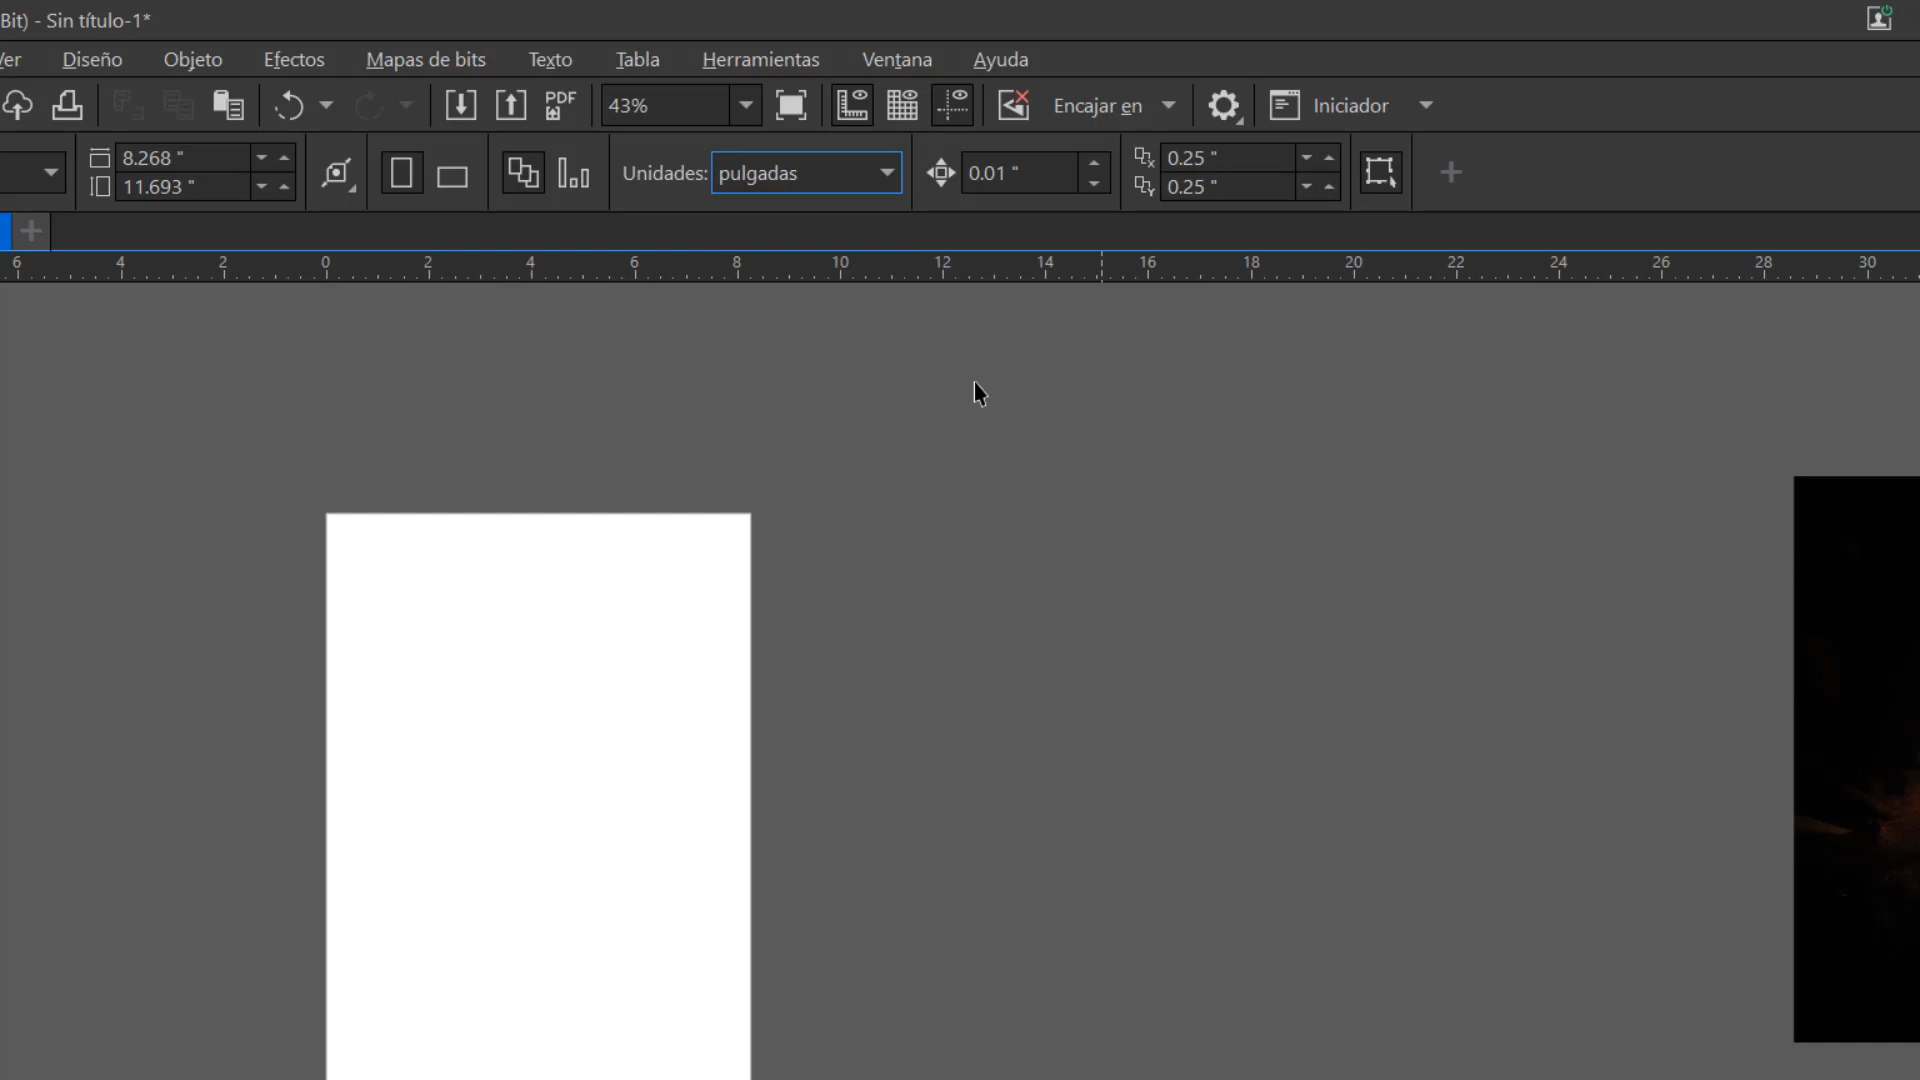 Bit) - Sin título-1*
Ver Diseño Objeto Efectos Mapas de bits Texto Tabla Herramientas Ventana Ayuda
PDF 43% Encajar en Iniciador
8.268 " 11.693 " Unidades: pulgadas 0.01 " 0.25 " 0.25 "
6 4 2 0 2 4 6 8 10 12 14 16 18 20 22 24 26 28 30